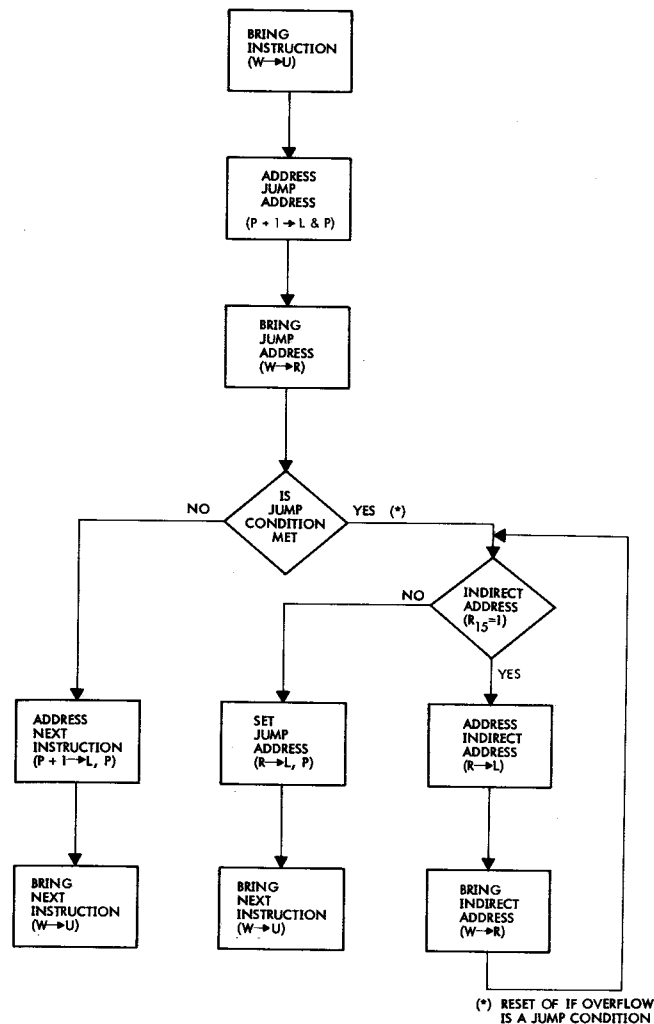 BRING
INSTRUCTION
(W→U)
ADDRESS
JUMP
ADDRESS
(P + 1→L & P)
BRING
JUMP
ADDRESS
(W→R)
IS
JUMP
CONDITION
MET
NO
YES (*)
INDIRECT
ADDRESS
(R15=1)
NO
YES
ADDRESS
NEXT
INSTRUCTION
(P + 1→L, P)
SET
JUMP
ADDRESS
(R→L, P)
ADDRESS
INDIRECT
ADDRESS
(R→L)
BRING
NEXT
INSTRUCTION
(W→U)
BRING
NEXT
INSTRUCTION
(W→U)
BRING
INDIRECT
ADDRESS
(W→R)
(*) RESET OF IF OVERFLOW
IS A JUMP CONDITION